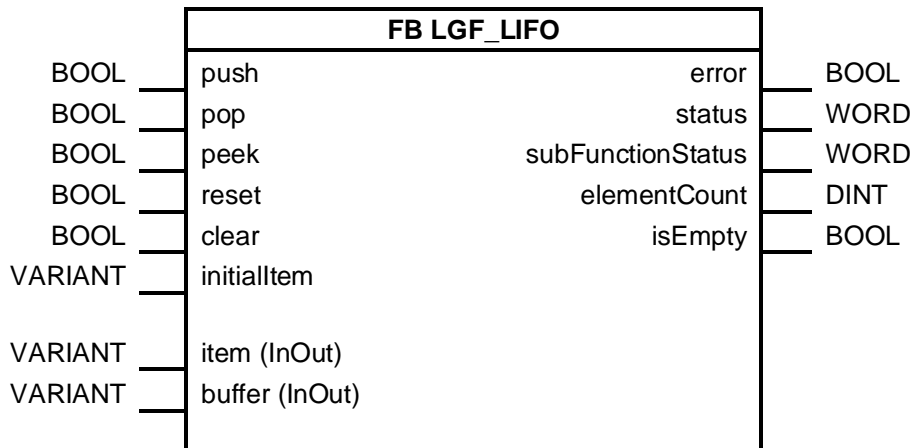 FB LGF_LIFO
BOOL push error BOOL
BOOL pop status WORD
BOOL peek subFunctionStatus WORD
BOOL reset elementCount DINT
BOOL clear isEmpty BOOL
VARIANT initialItem
VARIANT item (InOut)
VARIANT buffer (InOut)